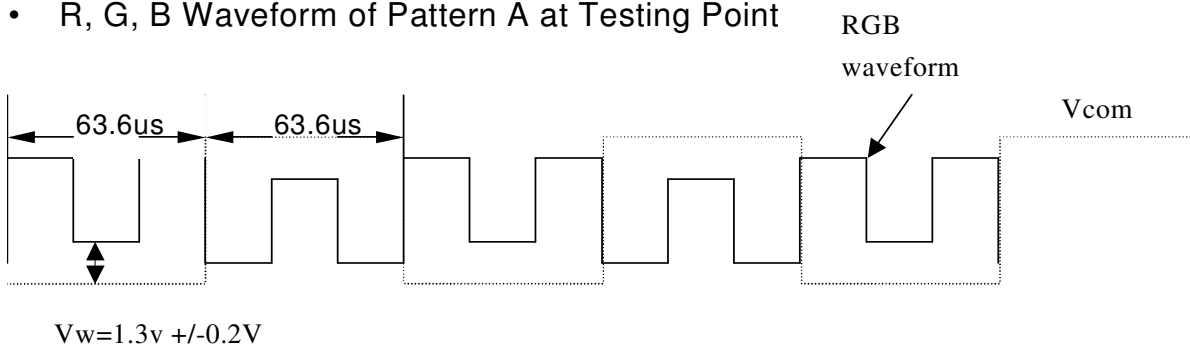 • R, G, B Waveform of Pattern A at Testing Point
RGB
waveform
63.6us
63.6us
Vcom
Vw=1.3v +/-0.2V